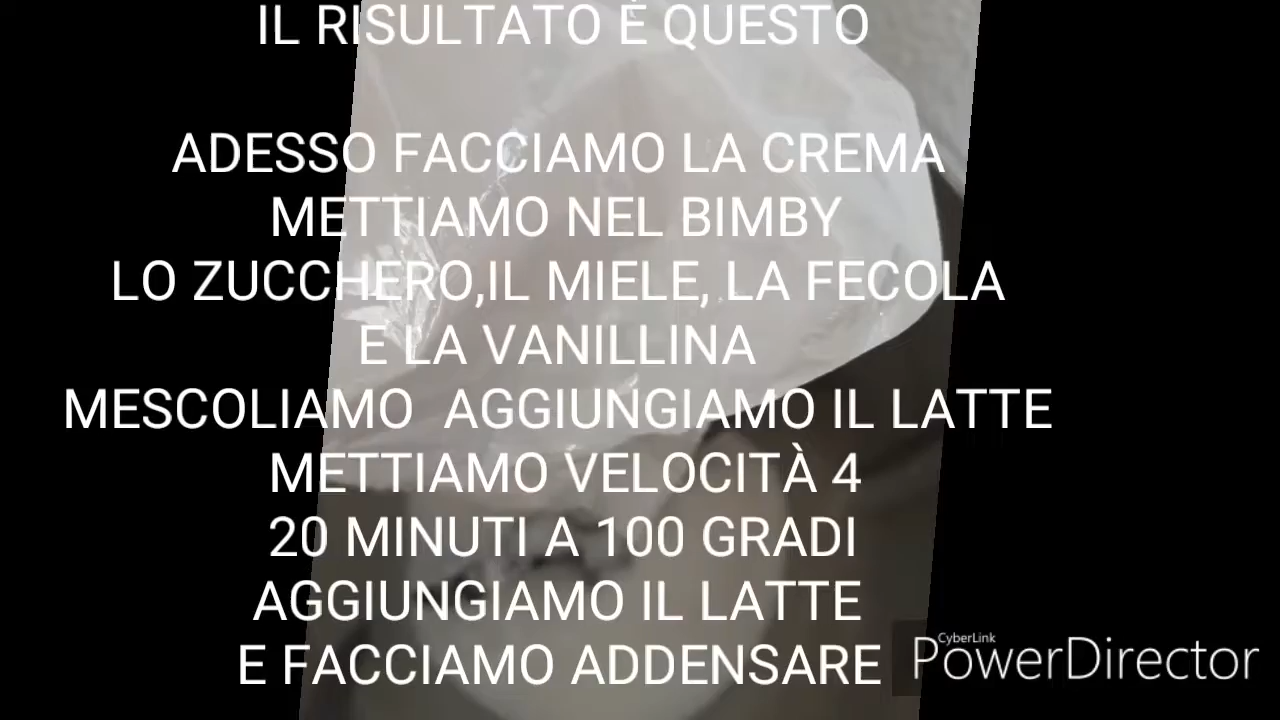 IL RISULTATO È QUESTO
ADESSO FACCIAMO LA CREMA
METTIAMO NEL BIMBY
LO ZUCCHERO,IL MIELE, LA FECOLA
E LA VANILLINA
MESCOLIAMO  AGGIUNGIAMO IL LATTE
METTIAMO VELOCITÀ 4
20 MINUTI A 100 GRADI
AGGIUNGIAMO IL LATTE
E FACCIAMO ADDENSARE
CyberLink
PowerDirector